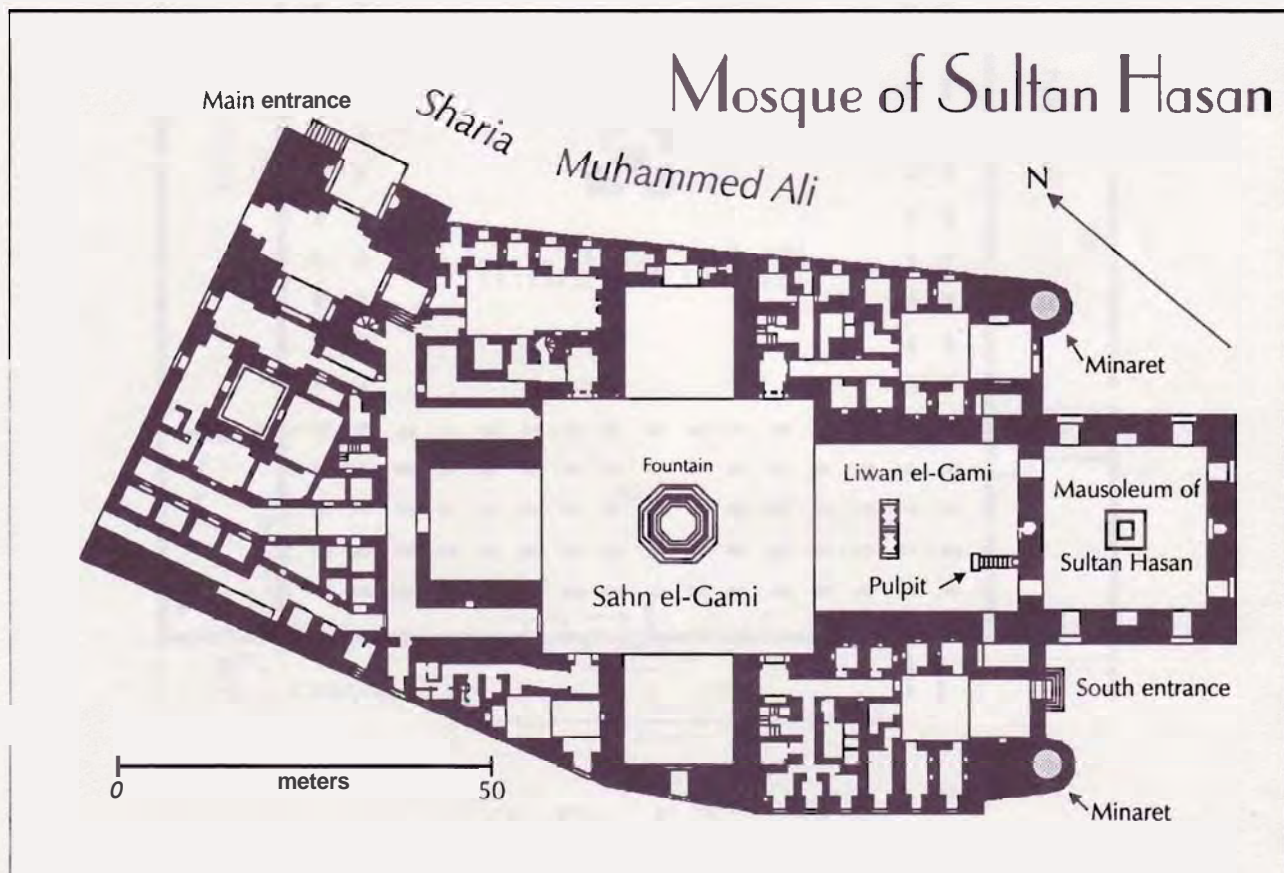 Mosque of Sultan Hasan
Main entrance
Sharia Muhammed Ali
N
Minaret
Fountain
Liwan el-Gami
Mausoleum of
Sultan Hasan
Pulpit
Sahn el-Gami
South entrance
0 meters 50
Minaret